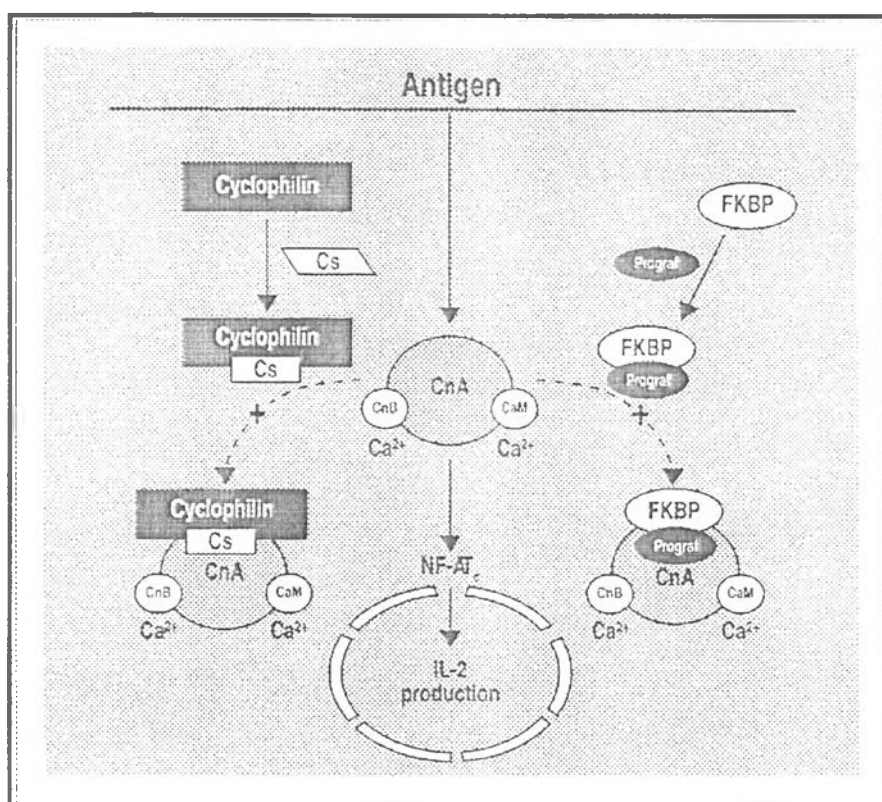 Antigen
Cyclophilin
Cs
Cyclophilin
Cs
FKBP
Prograf
FKBP
Prograf
CnA
CnB
CaM
Ca²⁺
Ca²⁺
+
+
Cyclophilin
Cs
CnA
CnB
CaM
Ca²⁺
Ca²⁺
NF-ATc
IL-2
production
FKBP
Prograf
CnA
CnB
CaM
Ca²⁺
Ca²⁺